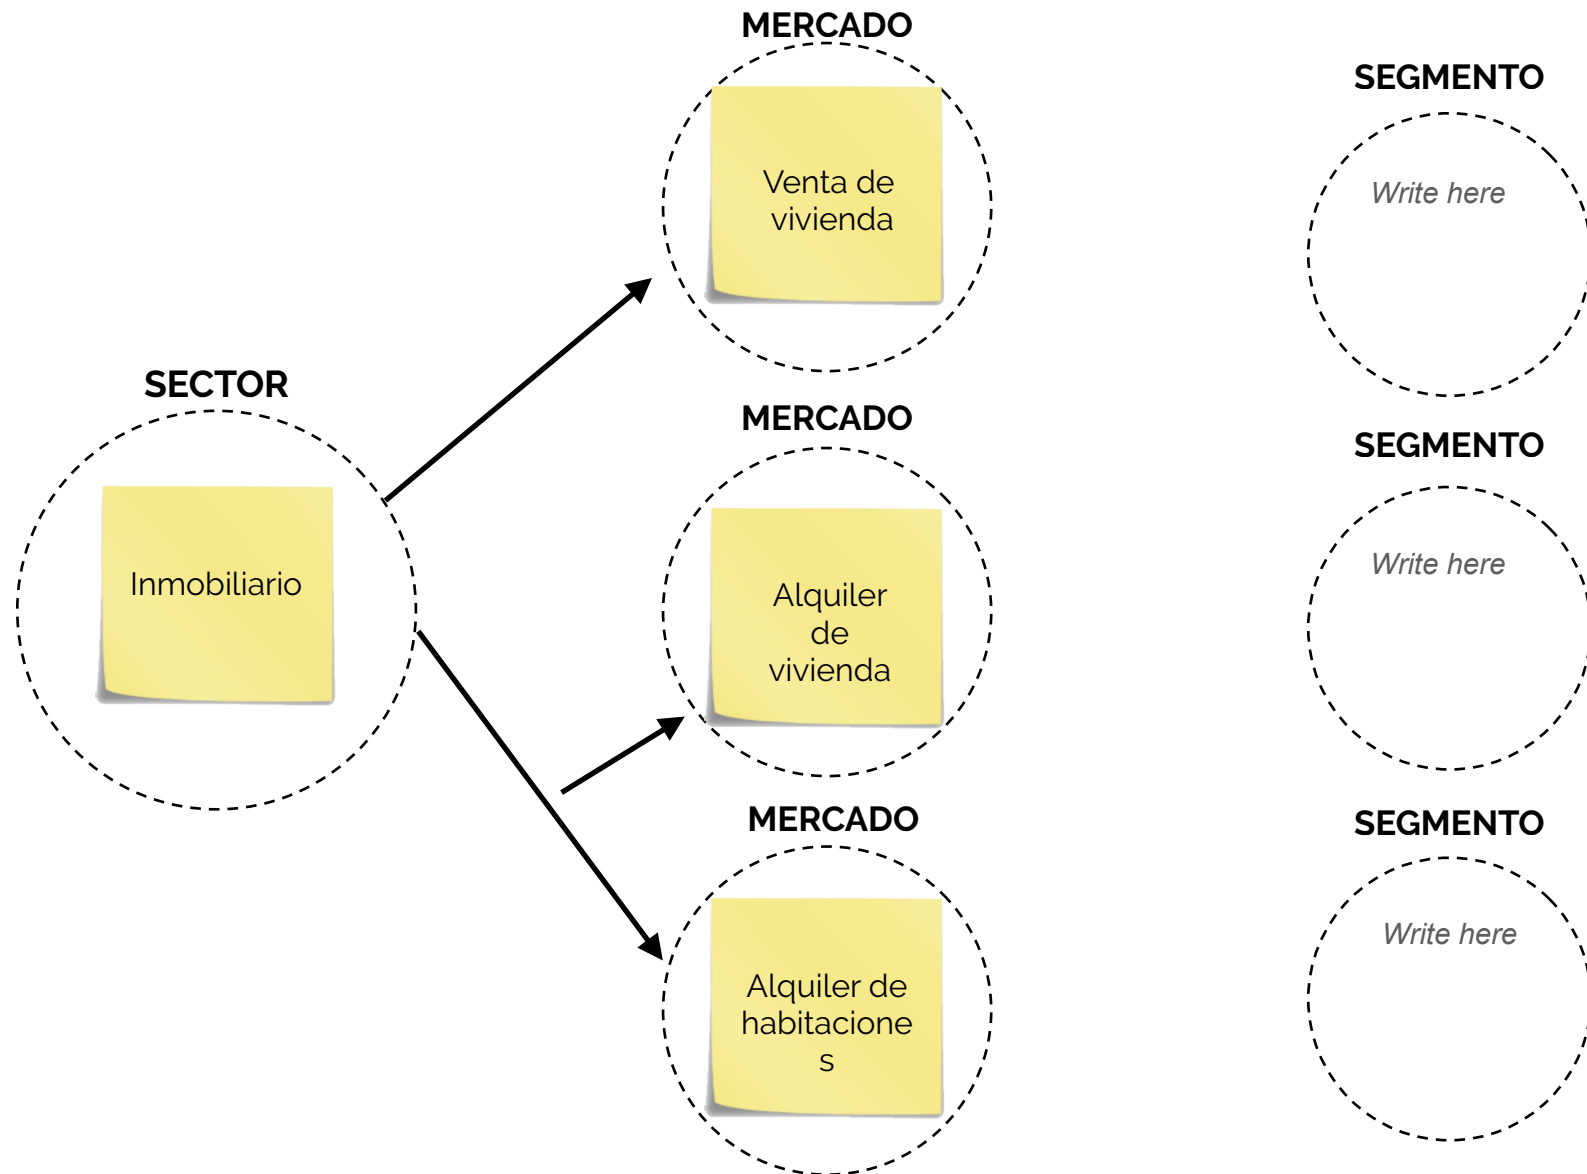 MERCADO
Venta de
vivienda
SEGMENTO
Write here
SECTOR
Inmobiliario
MERCADO
Alquiler
de
vivienda
SEGMENTO
Write here
MERCADO
Alquiler de
habitacione
s
SEGMENTO
Write here